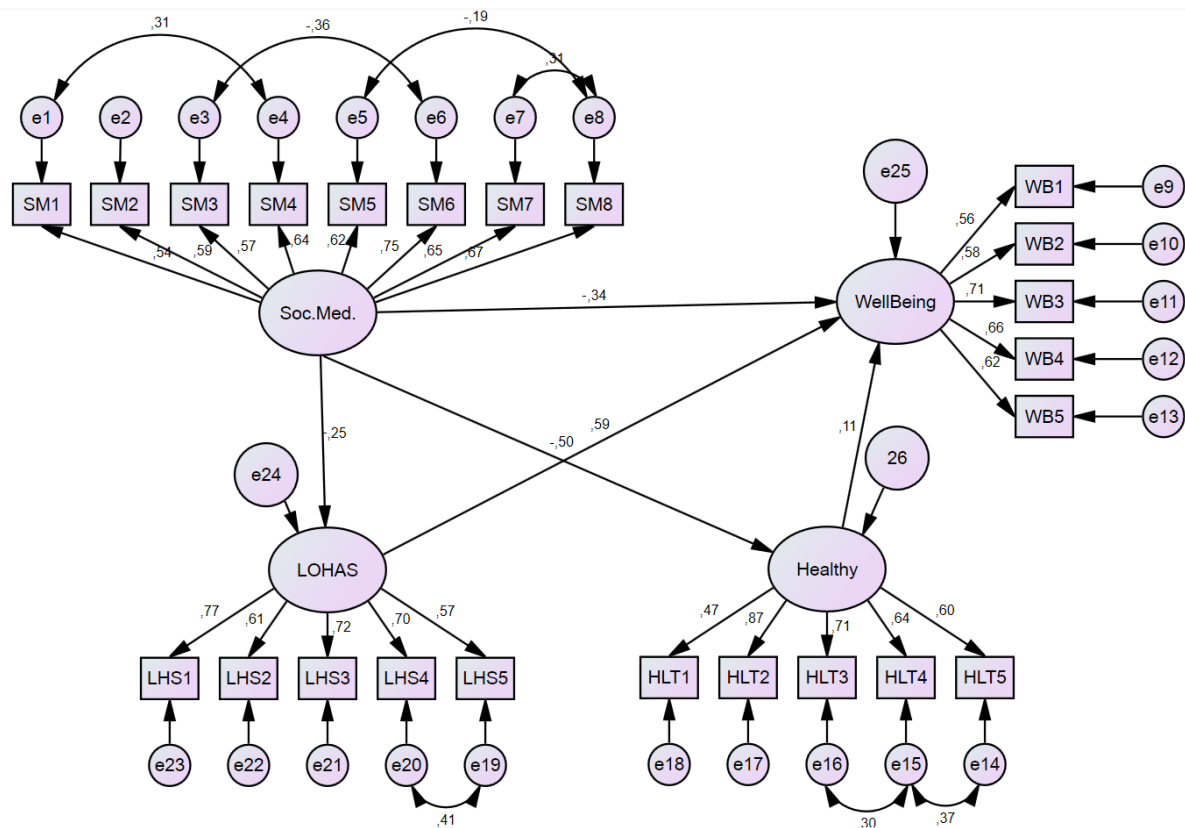 ,31 -,36 -,19
,31
e1 e2 e3 e4 e5 e6 e7 e8
SM1 SM2 SM3 SM4 SM5 SM6 SM7 SM8
,54 ,59 ,57 ,64 ,62 ,75 ,65 ,67
Soc.Med.
e25
WellBeing
-,34
WB1 e9
,56
WB2 e10
,58
WB3 e11
,71
WB4 e12
,66
WB5 e13
,62
-,25 -,50 ,59 ,11
e24 26
LOHAS Healthy
,77 ,61 ,72 ,70 ,57
,47 ,87 ,71 ,64 ,60
LHS1 LHS2 LHS3 LHS4 LHS5
HLT1 HLT2 HLT3 HLT4 HLT5
e23 e22 e21 e20 e19
e18 e17 e16 e15 e14
,41 ,30 ,37